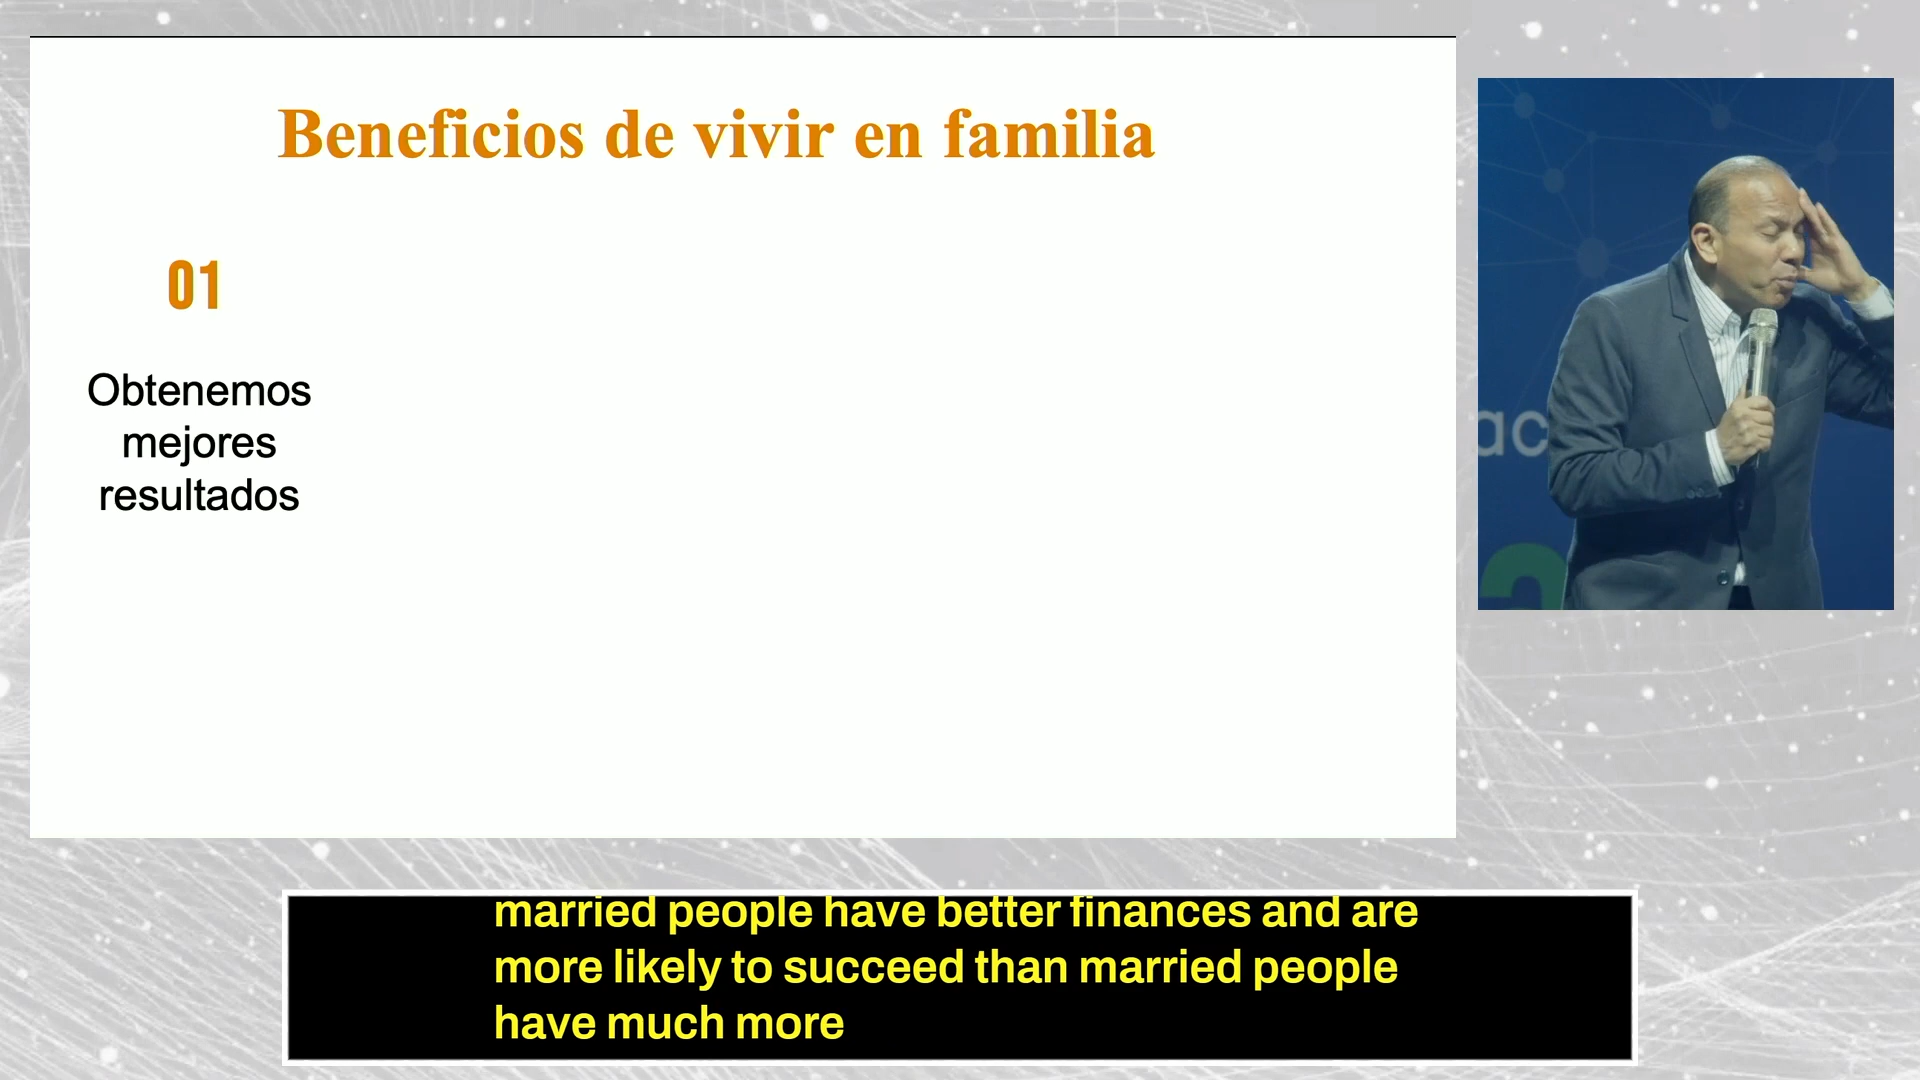 Beneficios de vivir en familia
01
Obtenemos
mejores
resultados
ac
married people have better finances and are
more likely to succeed than married people
have much more